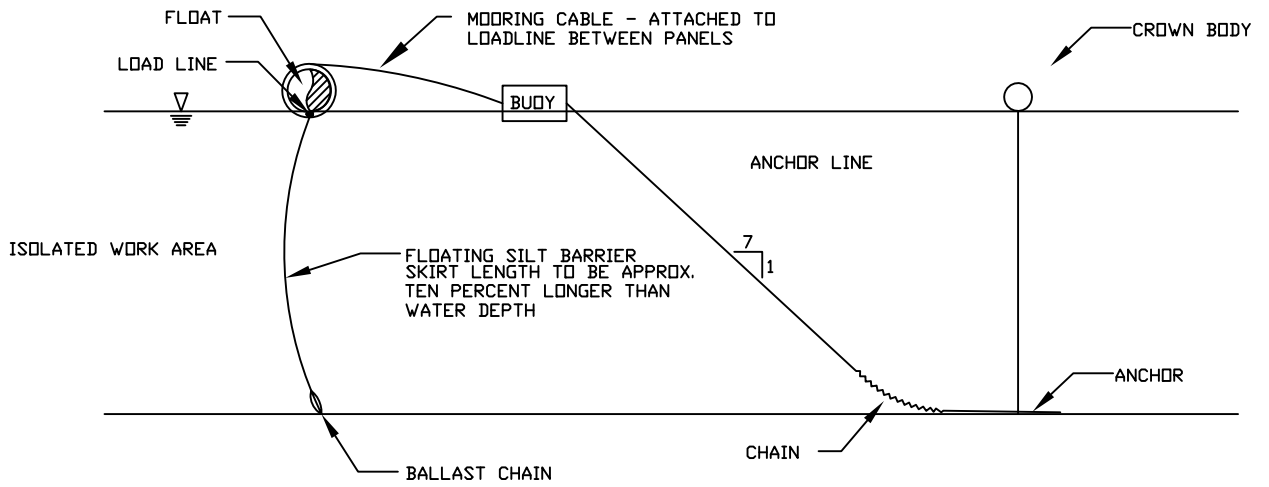 FLOAT
MOORING CABLE - ATTACHED TO
LOADLINE BETWEEN PANELS
CROWN BODY
LOAD LINE
BUOY
ANCHOR LINE
ISOLATED WORK AREA
7
1
FLOATING SILT BARRIER
SKIRT LENGTH TO BE APPROX.
TEN PERCENT LONGER THAN
WATER DEPTH
ANCHOR
CHAIN
BALLAST CHAIN